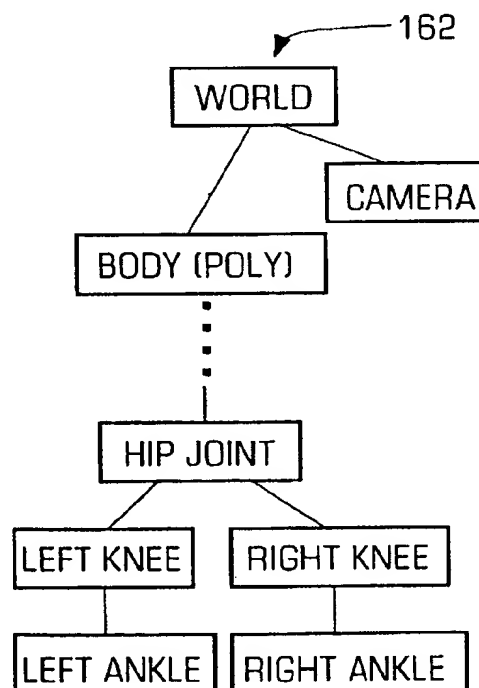 162
WORLD
CAMERA
BODY (POLY)
HIP JOINT
LEFT KNEE
RIGHT KNEE
LEFT ANKLE
RIGHT ANKLE